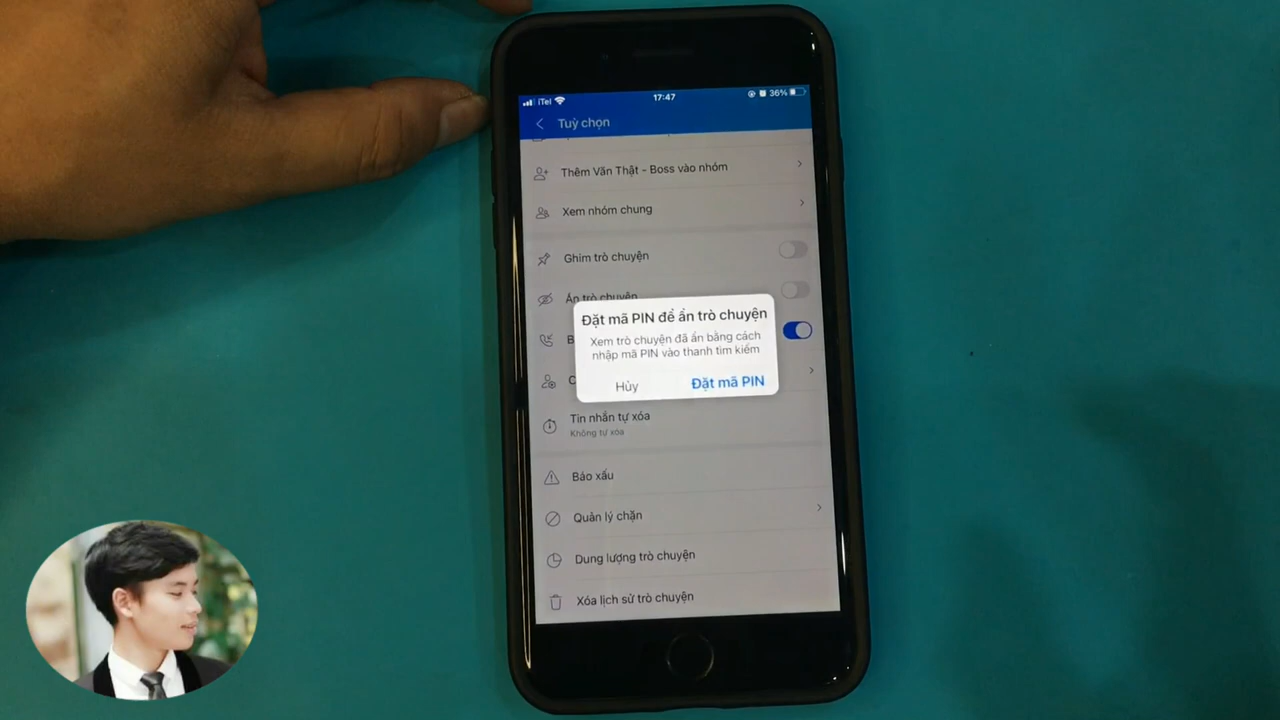 iTel
17:47
36%
Tuỳ chọn
Thêm Văn Thật - Boss vào nhóm
Xem nhóm chung
Ghim trò chuyện
Ẩn trò chuyện
Đặt mã PIN để ẩn trò chuyện
Xem trò chuyện đã ẩn bằng cách
nhập mã PIN vào thanh tìm kiếm
Hủy
Đặt mã PIN
Tin nhắn tự xóa
Không tự xóa
Báo xấu
Quản lý chặn
Dung lượng trò chuyện
Xóa lịch sử trò chuyện